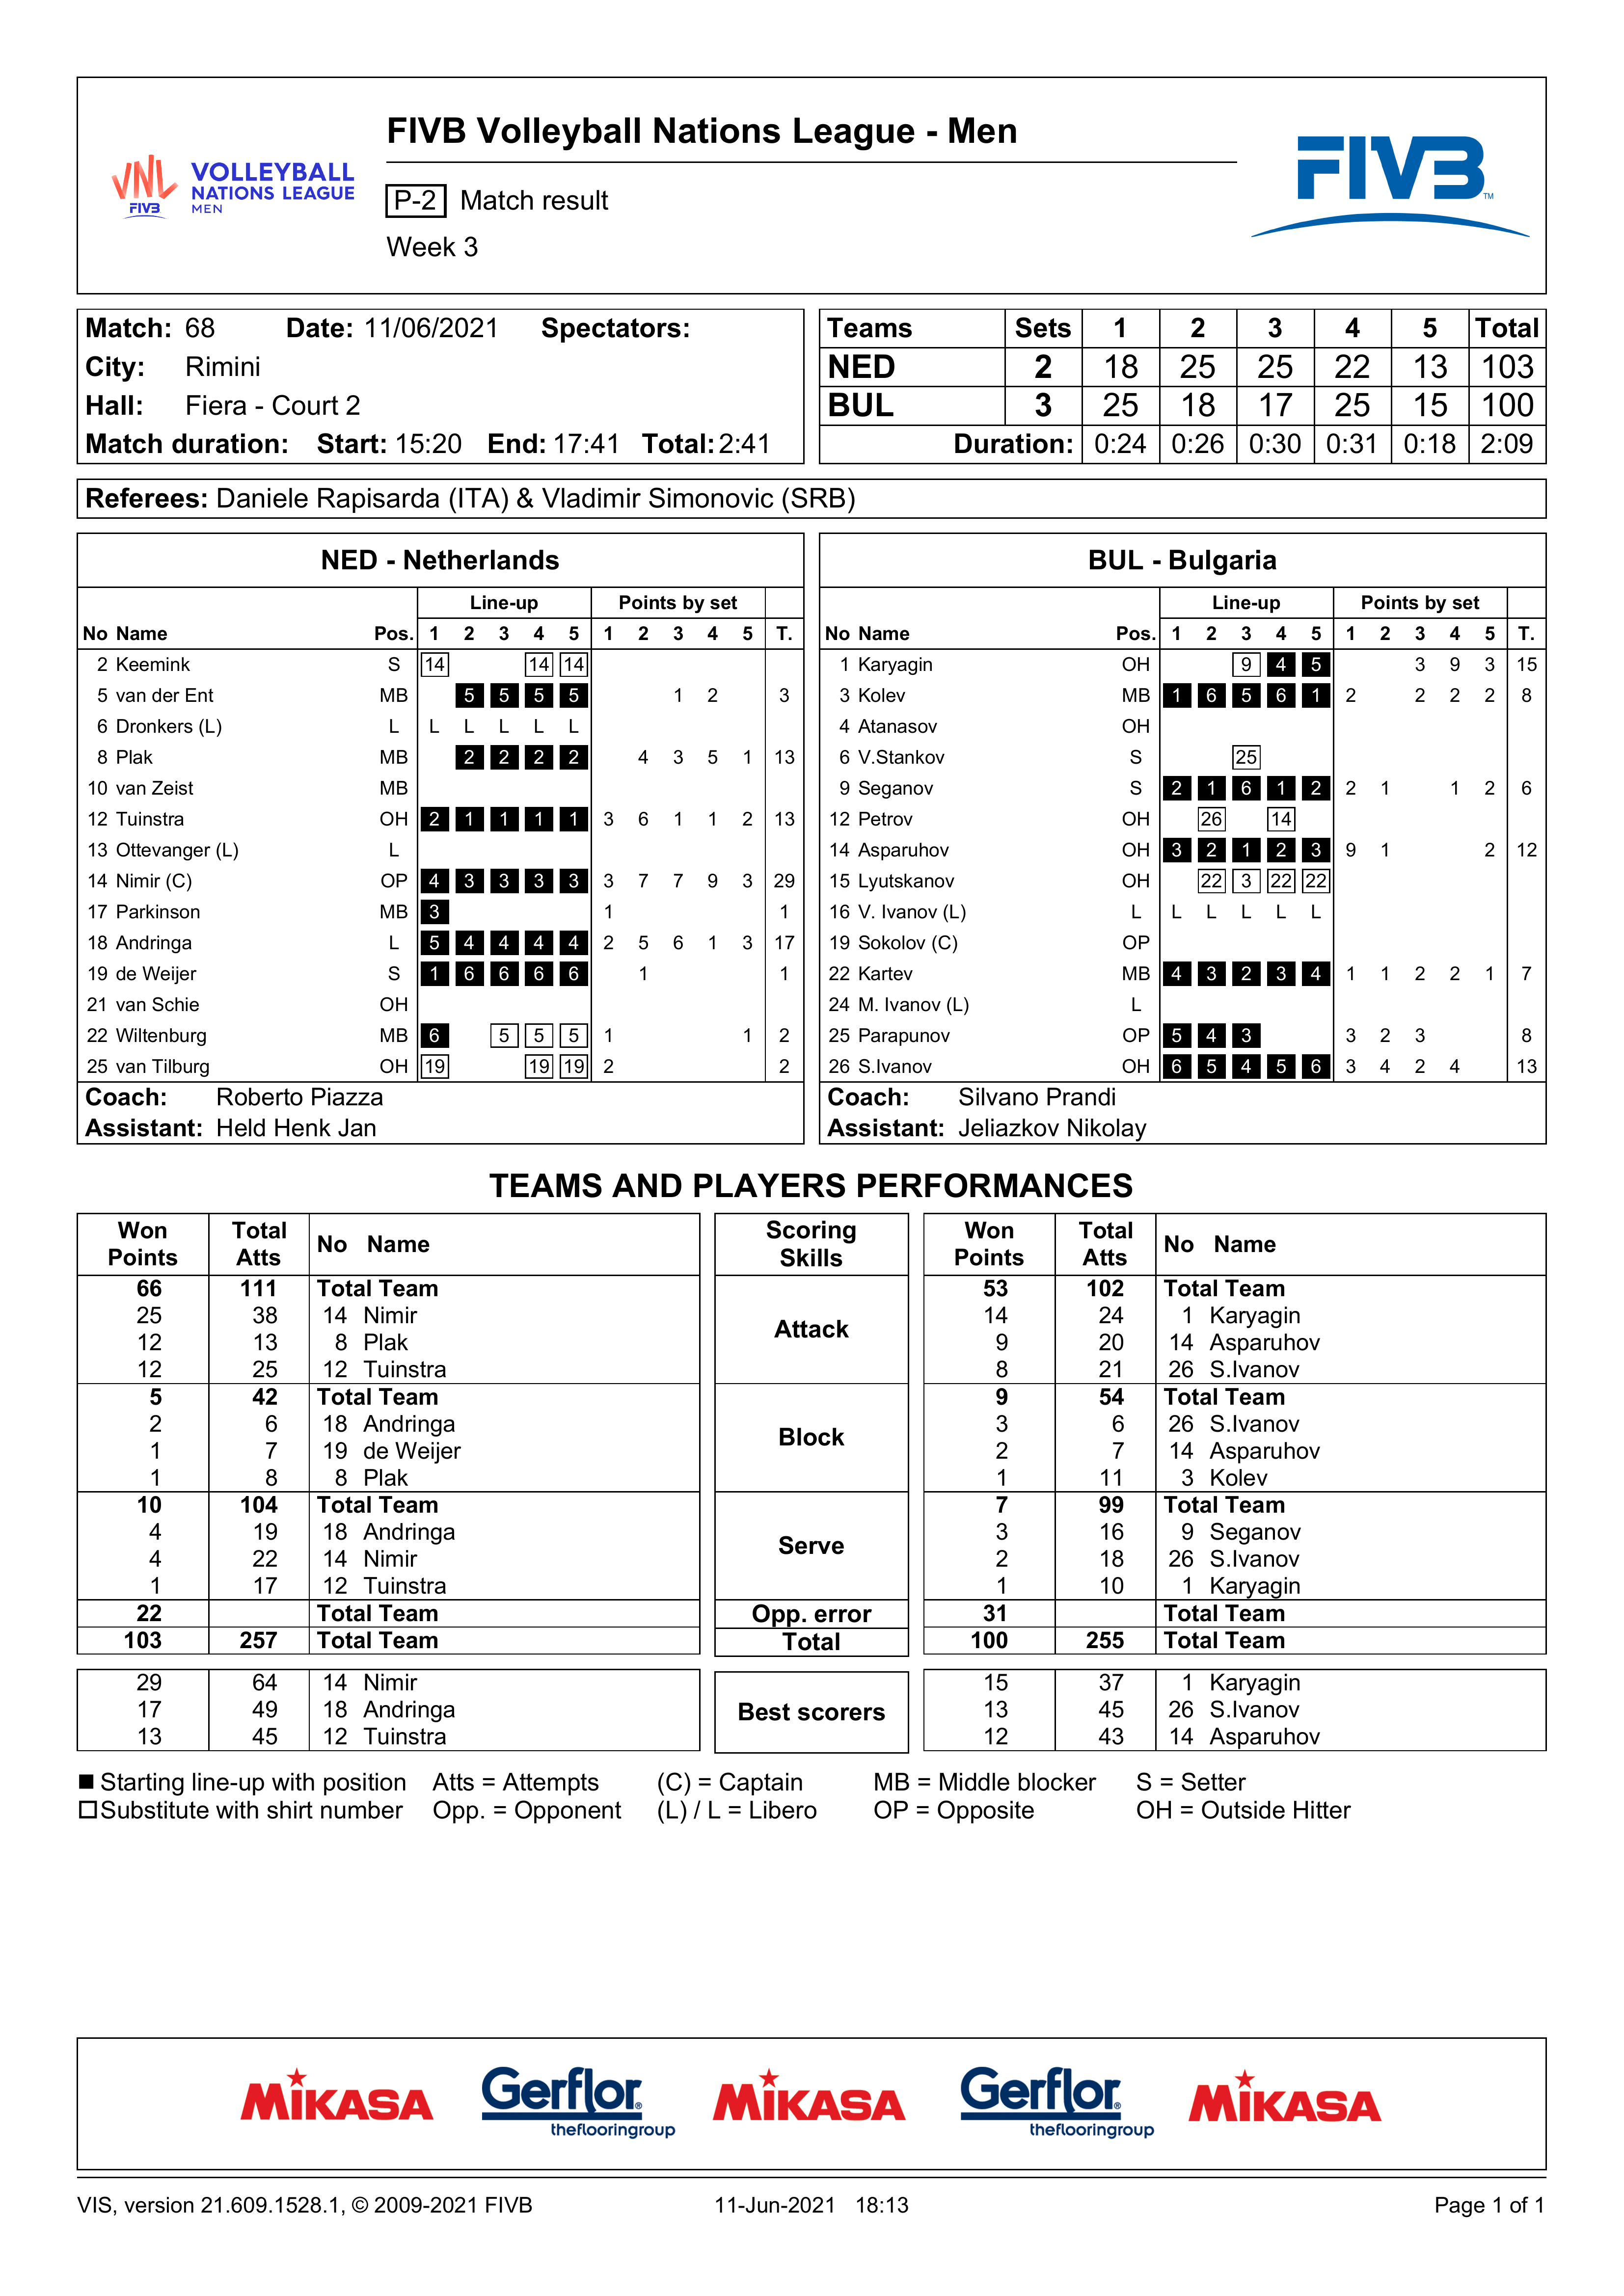 FIVB Volleyball Nations League - Men
VNL FIVB VOLLEYBALL NATIONS LEAGUE MEN
P-2 Match result
Week 3
FIVB TM
Match: 68 Date: 11/06/2021 Spectators:
City: Rimini
Hall: Fiera - Court 2
Match duration: Start: 15:20 End: 17:41 Total: 2:41
Teams Sets 1 2 3 4 5 Total
NED 2 18 25 25 22 13 103
BUL 3 25 18 17 25 15 100
Duration: 0:24 0:26 0:30 0:31 0:18 2:09
Referees: Daniele Rapisarda (ITA) & Vladimir Simonovic (SRB)
NED - Netherlands
Line-up Points by set
No Name Pos. 1 2 3 4 5 1 2 3 4 5 T.
2 Keemink S 14 14 14
5 van der Ent MB 5 5 5 5 1 2 3
6 Dronkers (L) L L L L L L
8 Plak MB 2 2 2 2 4 3 5 1 13
10 van Zeist MB
12 Tuinstra OH 2 1 1 1 1 3 6 1 1 2 13
13 Ottevanger (L) L
14 Nimir (C) OP 4 3 3 3 3 3 7 7 9 3 29
17 Parkinson MB 3 1 1
18 Andringa L 5 4 4 4 4 2 5 6 1 3 17
19 de Weijer S 1 6 6 6 6 1 1
21 van Schie OH
22 Wiltenburg MB 6 5 5 5 1 1 2
25 van Tilburg OH 19 19 19 2 2
Coach: Roberto Piazza
Assistant: Held Henk Jan
BUL - Bulgaria
Line-up Points by set
No Name Pos. 1 2 3 4 5 1 2 3 4 5 T.
1 Karyagin OH 9 4 5 3 9 3 15
3 Kolev MB 1 6 5 6 1 2 2 2 2 8
4 Atanasov OH
6 V.Stankov S 25
9 Seganov S 2 1 6 1 2 2 1 1 2 6
12 Petrov OH 26 14
14 Asparuhov OH 3 2 1 2 3 9 1 2 12
15 Lyutskanov OH 22 3 22 22
16 V. Ivanov (L) L L L L L L
19 Sokolov (C) OP
22 Kartev MB 4 3 2 3 4 1 1 2 2 1 7
24 M. Ivanov (L) L
25 Parapunov OP 5 4 3 3 2 3 8
26 S.Ivanov OH 6 5 4 5 6 3 4 2 4 13
Coach: Silvano Prandi
Assistant: Jeliazkov Nikolay
TEAMS AND PLAYERS PERFORMANCES
Won Points Total Atts No Name Scoring Skills Won Points Total Atts No Name
66 111 Total Team Attack 53 102 Total Team
25 38 14 Nimir 14 24 1 Karyagin
12 13 8 Plak 9 20 14 Asparuhov
12 25 12 Tuinstra 8 21 26 S.Ivanov
5 42 Total Team Block 9 54 Total Team
2 6 18 Andringa 3 6 26 S.Ivanov
1 7 19 de Weijer 2 7 14 Asparuhov
1 8 8 Plak 1 11 3 Kolev
10 104 Total Team Serve 7 99 Total Team
4 19 18 Andringa 3 16 9 Seganov
4 22 14 Nimir 2 18 26 S.Ivanov
1 17 12 Tuinstra 1 10 1 Karyagin
22 Total Team Opp. error 31 Total Team
103 257 Total Team Total 100 255 Total Team
29 64 14 Nimir Best scorers 15 37 1 Karyagin
17 49 18 Andringa 13 45 26 S.Ivanov
13 45 12 Tuinstra 12 43 14 Asparuhov
Starting line-up with position Atts = Attempts (C) = Captain MB = Middle blocker S = Setter
Substitute with shirt number Opp. = Opponent (L) / L = Libero OP = Opposite OH = Outside Hitter
MiKASA Gerflor® theflooringgroup MiKASA Gerflor® theflooringgroup MiKASA
VIS, version 21.609.1528.1, © 2009-2021 FIVB 11-Jun-2021 18:13 Page 1 of 1